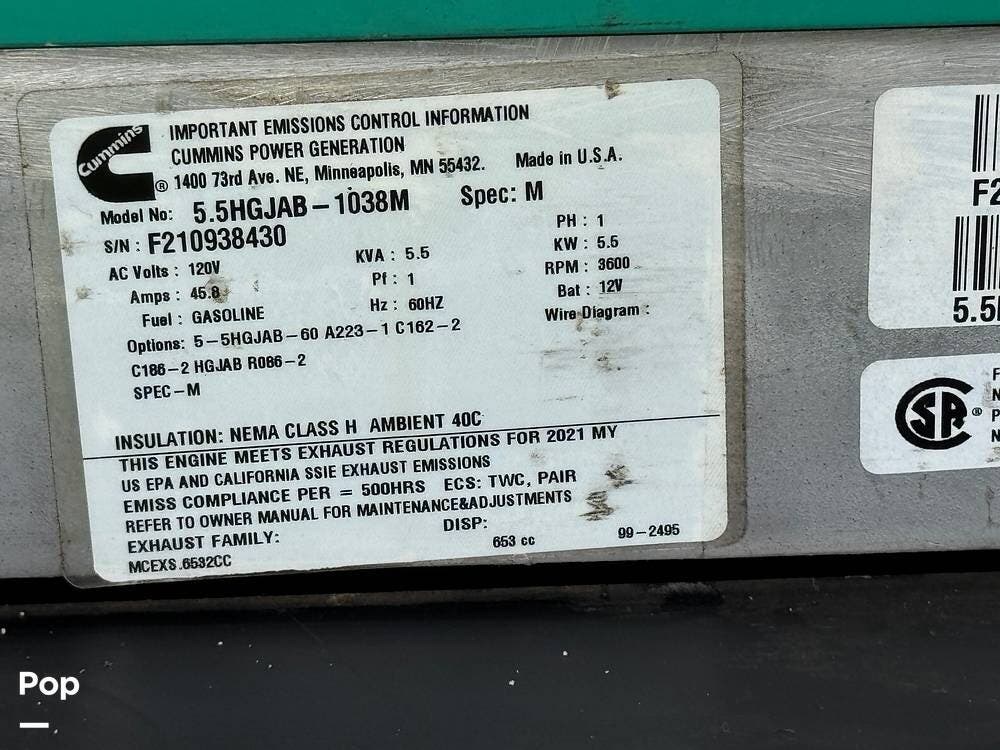 Cummins
®
IMPORTANT EMISSIONS CONTROL INFORMATION
CUMMINS POWER GENERATION
1400 73rd Ave. NE, Minneapolis, MN 55432. Made in U.S.A.
Model No: 5.5HGJAB-1038M Spec: M
S/N : F210938430 PH : 1
AC Volts : 120V KVA : 5.5 KW : 5.5
Amps : 45.8 Pf : 1 RPM : 3600
Fuel : GASOLINE Hz : 60HZ Bat : 12V
Wire Diagram :
Options: 5-5HGJAB-60 A223-1 C162-2
C186-2 HGJAB R086-2
SPEC-M
INSULATION: NEMA CLASS H AMBIENT 40C
THIS ENGINE MEETS EXHAUST REGULATIONS FOR 2021 MY
US EPA AND CALIFORNIA SSIE EXHAUST EMISSIONS
EMISS COMPLIANCE PER = 500HRS ECS: TWC, PAIR
REFER TO OWNER MANUAL FOR MAINTENANCE&ADJUSTMENTS
EXHAUST FAMILY: DISP:
MCEXS.6532CC 653 cc 99-2495
F2
5.5
SA ®
F
N
P
N
Pop